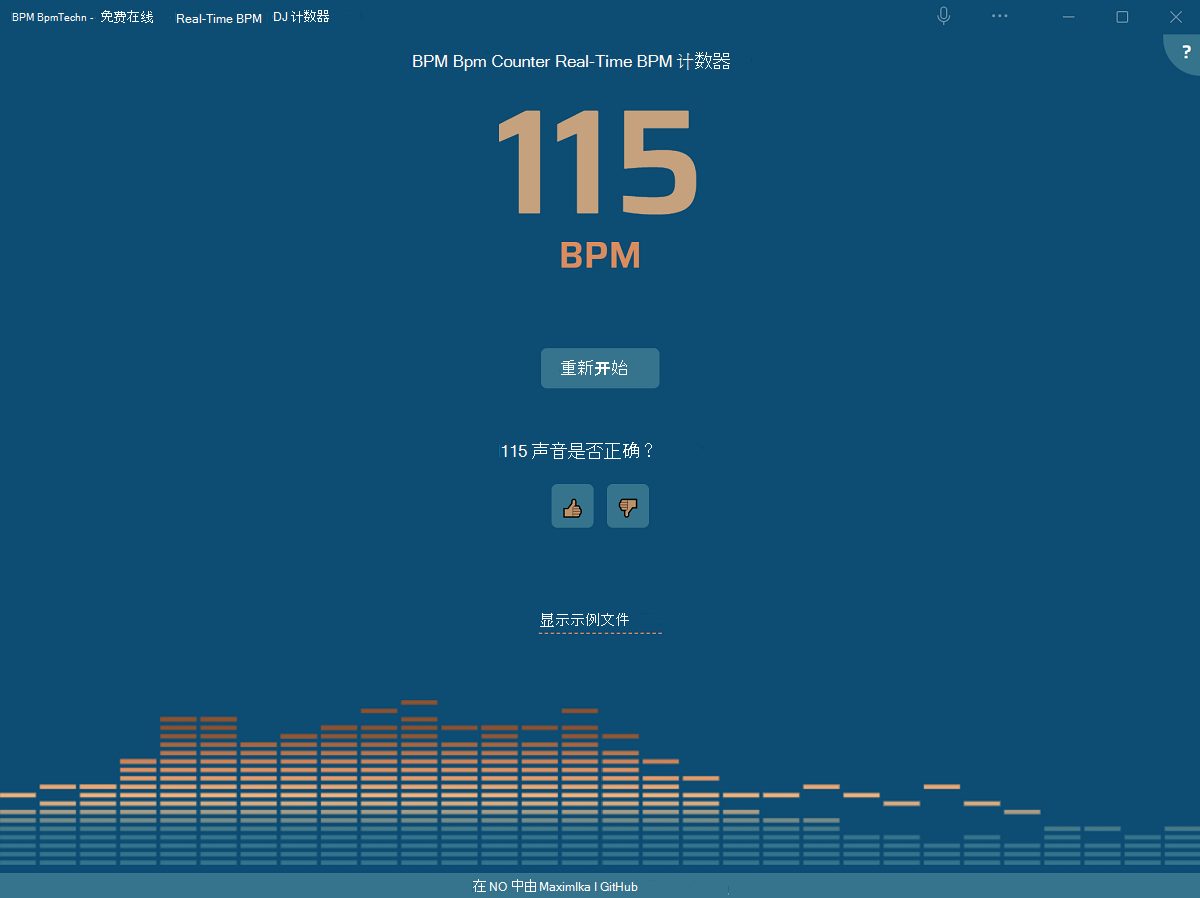 BPM BpmTechn - 免费在线 Real-Time BPM DJ 计数器
?
BPM Bpm Counter Real-Time BPM 计数器
115
BPM
重新开始
115 声音是否正确？
显示示例文件
在 NO 中由 Maximlka I GitHub